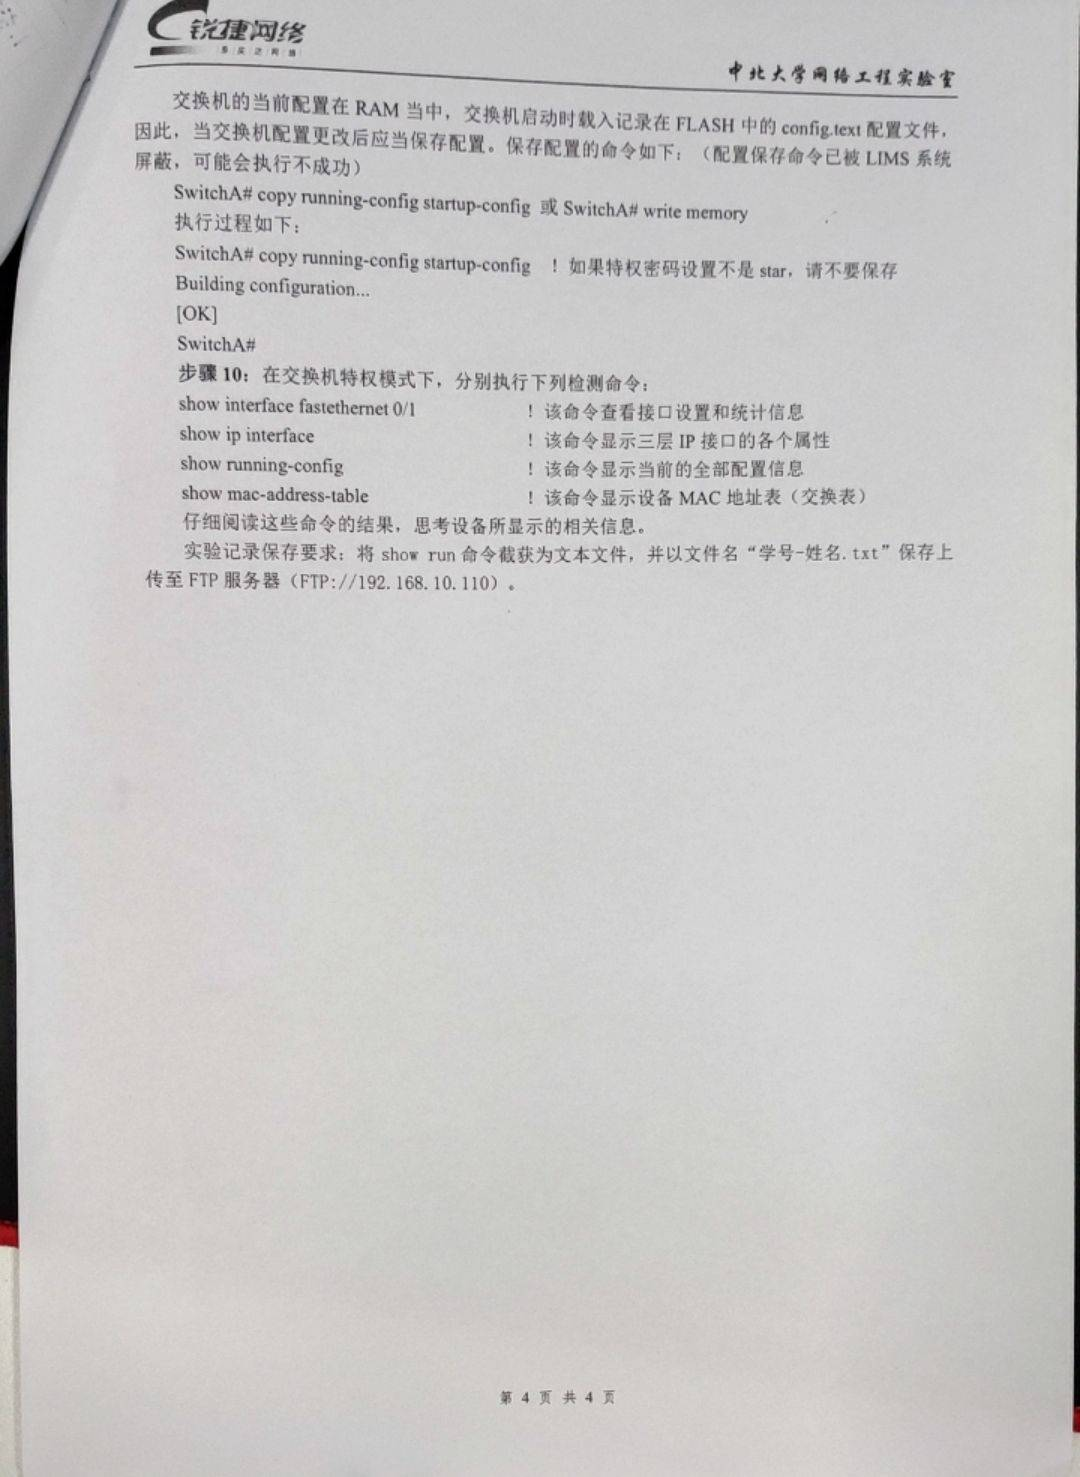 锐捷网络
中北大学网络工程实验室
交换机的当前配置在 RAM 当中，交换机启动时载入记录在 FLASH 中的 config.text 配置文件，
因此，当交换机配置更改后应当保存配置。保存配置的命令如下：（配置保存命令已被 LIMS 系统
屏蔽，可能会执行不成功）
SwitchA# copy running-config startup-config 或 SwitchA# write memory
执行过程如下：
SwitchA# copy running-config startup-config ！如果特权密码设置不是 star，请不要保存
Building configuration...
[OK]
SwitchA#
步骤 10：在交换机特权模式下，分别执行下列检测命令：
show interface fastethernet 0/1 ！该命令查看接口设置和统计信息
show ip interface ！该命令显示三层 IP 接口的各个属性
show running-config ！该命令显示当前的全部配置信息
show mac-address-table ！该命令显示设备 MAC 地址表（交换表）
仔细阅读这些命令的结果，思考设备所显示的相关信息。
实验记录保存要求：将 show run 命令截获为文本文件，并以文件名“学号-姓名.txt”保存上
传至 FTP 服务器（FTP://192.168.10.110）。
第 4 页 共 4 页